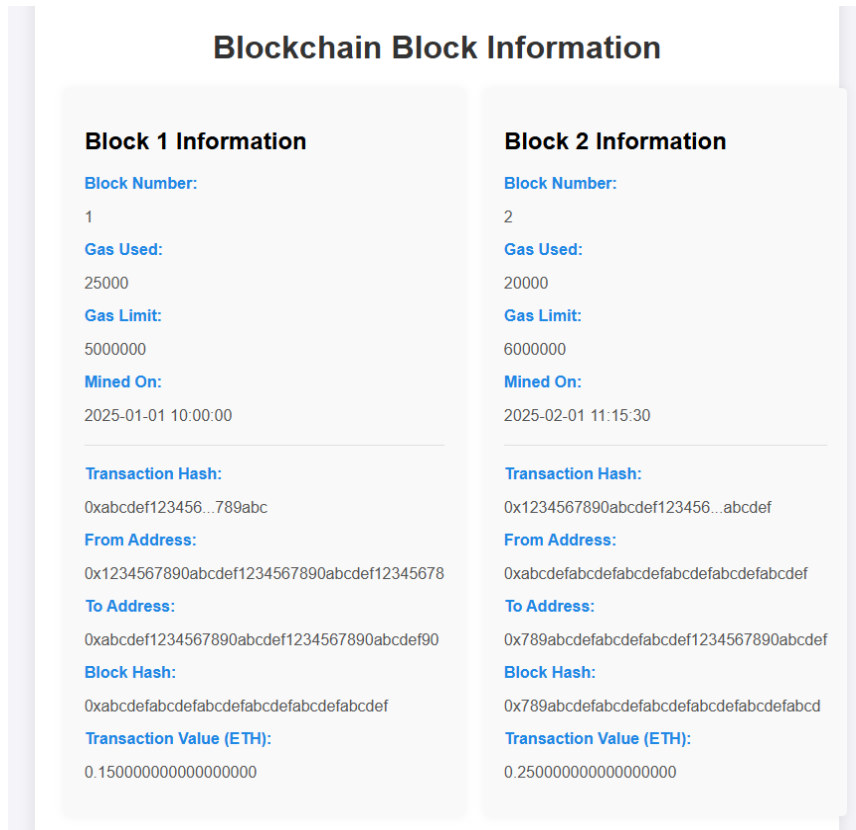 Blockchain Block Information
Block 1 Information
Block Number:
1
Gas Used:
25000
Gas Limit:
5000000
Mined On:
2025-01-01 10:00:00
Transaction Hash:
0xabcdef123456...789abc
From Address:
0x1234567890abcdef1234567890abcdef12345678
To Address:
0xabcdef1234567890abcdef1234567890abcdef90
Block Hash:
0xabcdefabcdefabcdefabcdefabcdefabcdef
Transaction Value (ETH):
0.150000000000000000
Block 2 Information
Block Number:
2
Gas Used:
20000
Gas Limit:
6000000
Mined On:
2025-02-01 11:15:30
Transaction Hash:
0x1234567890abcdef123456...abcdef
From Address:
0xabcdefabcdefabcdefabcdefabcdefabcdef
To Address:
0x789abcdefabcdefabcdef1234567890abcdef
Block Hash:
0x789abcdefabcdefabcdefabcdefabcdefabcd
Transaction Value (ETH):
0.250000000000000000